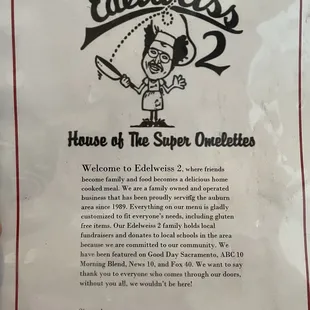 Edelweiss
2
House of The Super Omelettes
Welcome to Edelweiss 2, where friends
become family and food becomes a delicious home
cooked meal. We are a family owned and operated
business that has been proudly serving the auburn
area since 1989. Everything on our menu is gladly
customized to fit everyone's needs, including gluten
free items. Our Edelweiss 2 family holds local
fundraisers and donates to local schools in the area
because we are committed to our community. We
have been featured on Good Day Sacramento, ABC 10
Morning Blend, News 10, and Fox 40. We want to say
thank you to everyone who comes through our doors,
without you all, we wouldn't be here!